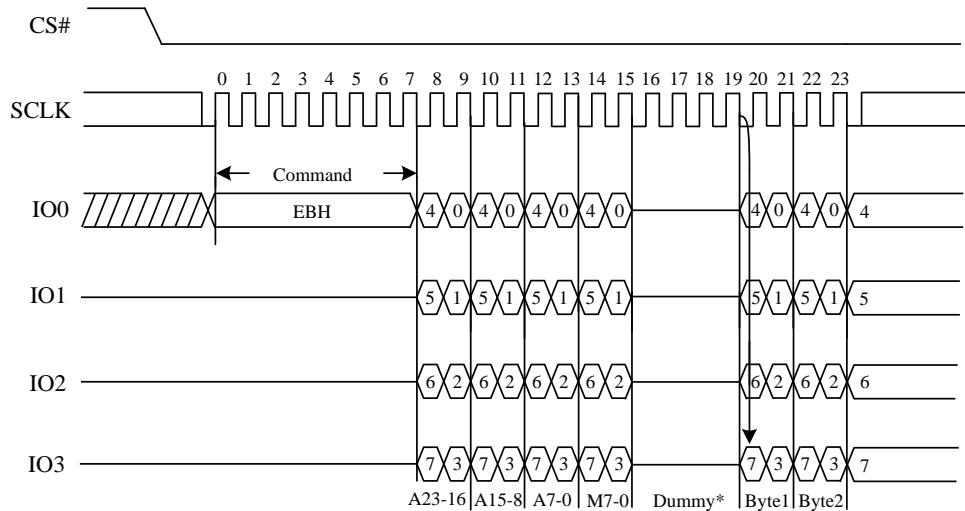 CS#
0 1 2 3 4 5 6 7 8 9 10 11 12 13 14 15 16 17 18 19 20 21 22 23
SCLK
Command
IO0 EBH 4 0 4 0 4 0 4 0 4 0 4 0 4
IO1 5 1 5 1 5 1 5 1 5 1 5 1 5
IO2 6 2 6 2 6 2 6 2 6 2 6 2 6
IO3 7 3 7 3 7 3 7 3 7 3 7 3 7
A23-16 A15-8 A7-0 M7-0 Dummy* Byte1 Byte2